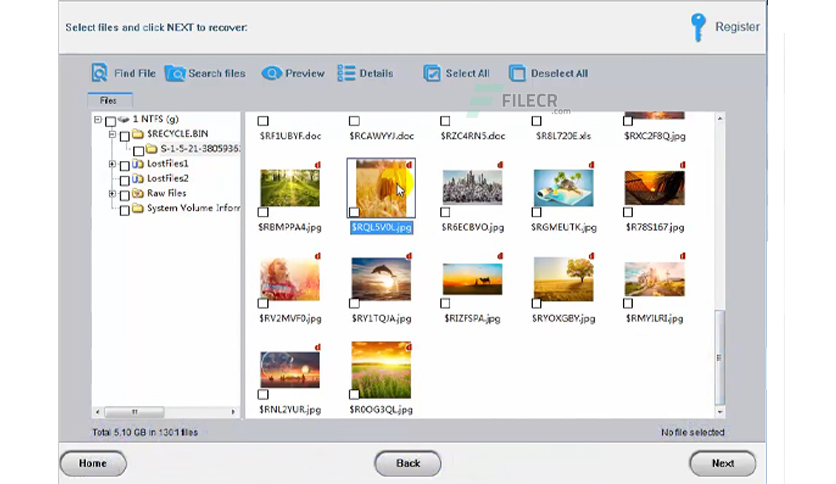 Select files and click NEXT to recover:
Register
Find File Search files Preview Details Select All Deselect All
FILECR
.com
Files
1 NTFS (g)
$RECYCLE.BIN
S-1-5-21-3805936
LostFiles1
LostFiles2
Raw Files
System Volume Inforr
$RF1UBYF.doc $RCAWYYJ.doc $RZC4RN5.doc $R8L720E.xls $RXC2F8Q.jpg
$RBMPPA4.jpg $RQL5V0L.jpg $R6ECBVO.jpg $RGMEUTK.jpg $R78S167.jpg
$RV2MVF0.jpg $RY1TQJA.jpg $RIZFSPA.jpg $RYOXGBY.jpg $RMYILRI.jpg
$RNL2YUR.jpg $R0OG3QL.jpg
Total 5.10 GB in 1301 files
No file selected
Home Back Next